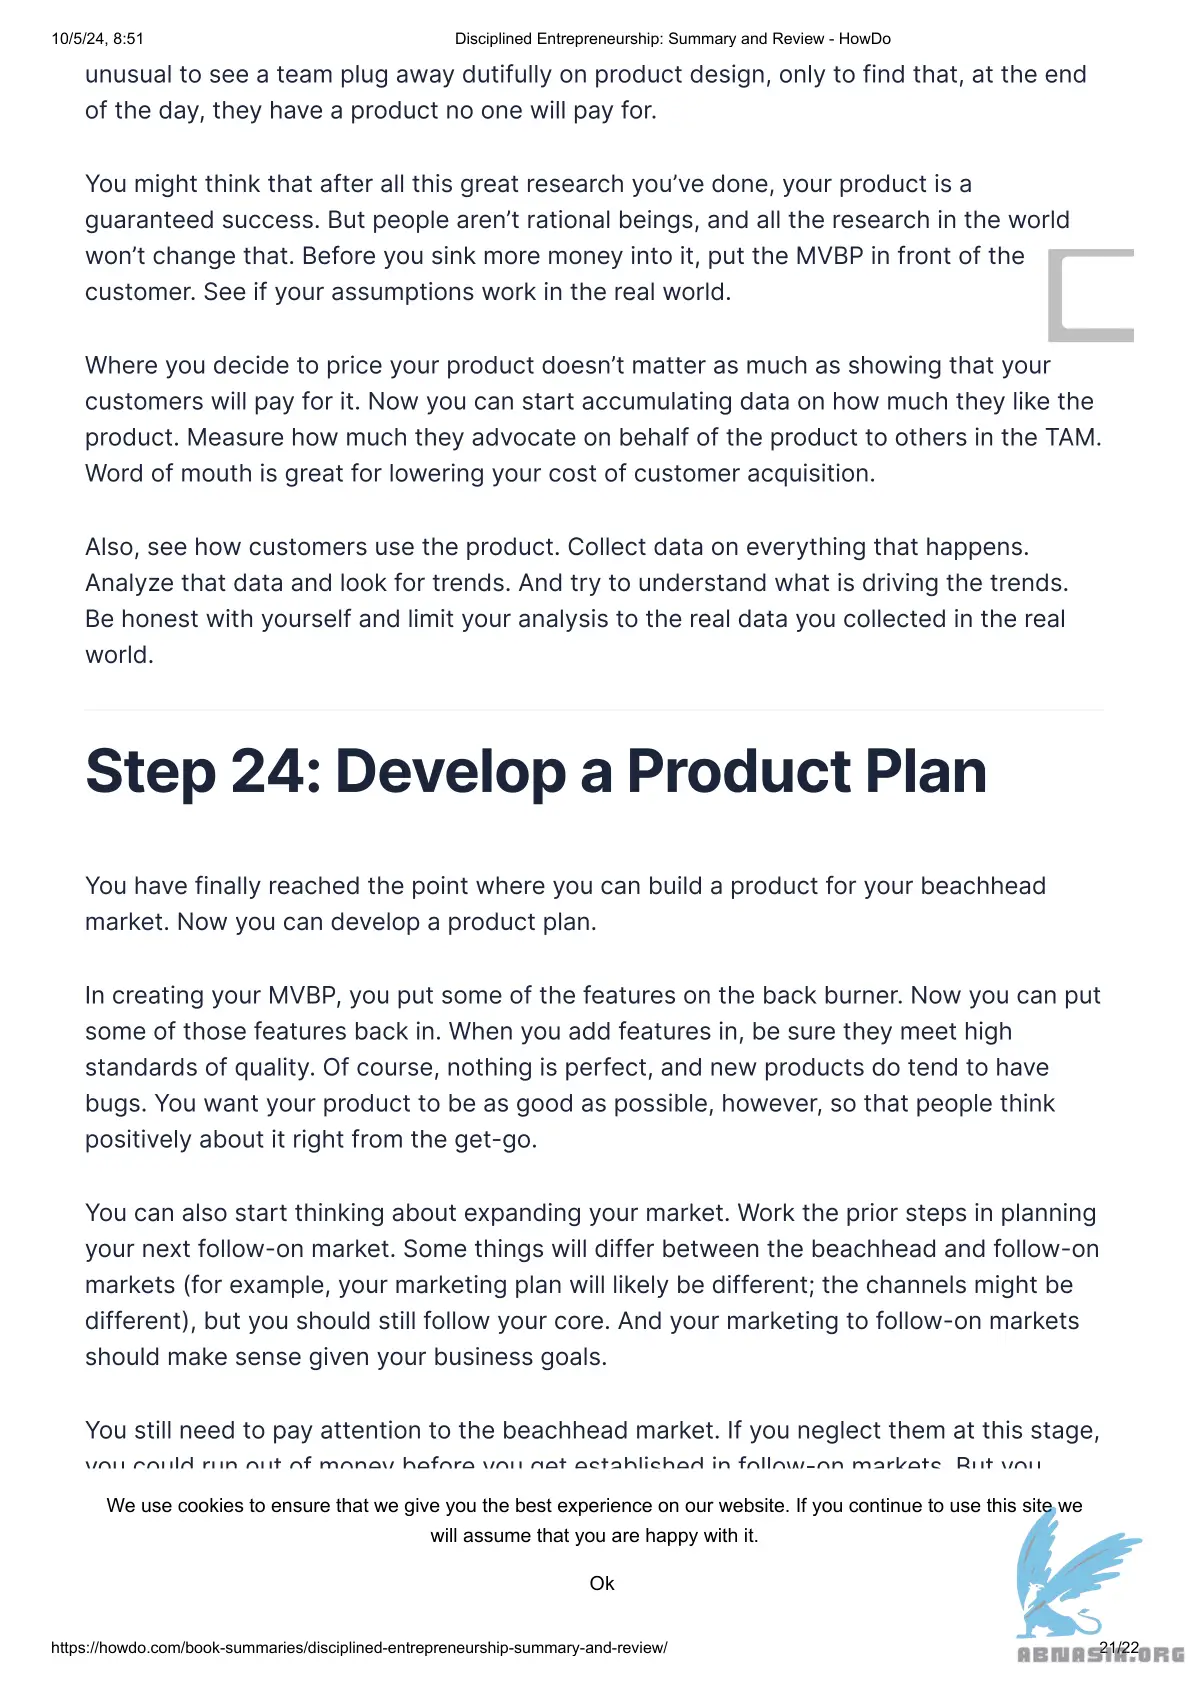 10/5/24, 8:51
Disciplined Entrepreneurship: Summary and Review - HowDo
unusual to see a team plug away dutifully on product design, only to find that, at the end
of the day, they have a product no one will pay for.
You might think that after all this great research you’ve done, your product is a
guaranteed success. But people aren’t rational beings, and all the research in the world
won’t change that. Before you sink more money into it, put the MVBP in front of the
customer. See if your assumptions work in the real world.
Where you decide to price your product doesn’t matter as much as showing that your
customers will pay for it. Now you can start accumulating data on how much they like the
product. Measure how much they advocate on behalf of the product to others in the TAM.
Word of mouth is great for lowering your cost of customer acquisition.
Also, see how customers use the product. Collect data on everything that happens.
Analyze that data and look for trends. And try to understand what is driving the trends.
Be honest with yourself and limit your analysis to the real data you collected in the real
world.
Step 24: Develop a Product Plan
You have finally reached the point where you can build a product for your beachhead
market. Now you can develop a product plan.
In creating your MVBP, you put some of the features on the back burner. Now you can put
some of those features back in. When you add features in, be sure they meet high
standards of quality. Of course, nothing is perfect, and new products do tend to have
bugs. You want your product to be as good as possible, however, so that people think
positively about it right from the get-go.
You can also start thinking about expanding your market. Work the prior steps in planning
your next follow-on market. Some things will differ between the beachhead and follow-on
markets (for example, your marketing plan will likely be different; the channels might be
different), but you should still follow your core. And your marketing to follow-on markets
should make sense given your business goals.
You still need to pay attention to the beachhead market. If you neglect them at this stage,
you could run out of money before you get established in follow-on markets. But you
We use cookies to ensure that we give you the best experience on our website. If you continue to use this site we
will assume that you are happy with it.
Ok
https://howdo.com/book-summaries/disciplined-entrepreneurship-summary-and-review/
21/22
ABNASIA.ORG